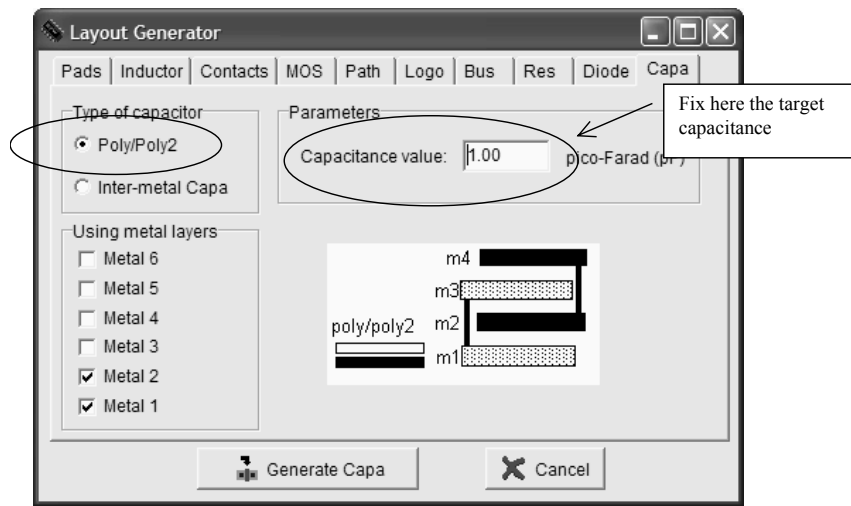 Layout Generator
Pads Inductor Contacts MOS Path Logo Bus Res Diode Capa
Type of capacitor
Poly/Poly2
Inter-metal Capa
Parameters
Capacitance value: 1.00 pico-Farad (pF)
Fix here the target
capacitance
Using metal layers
Metal 6
Metal 5
Metal 4
Metal 3
Metal 2
Metal 1
m4
m3
poly/poly2 m2
m1
Generate Capa
Cancel